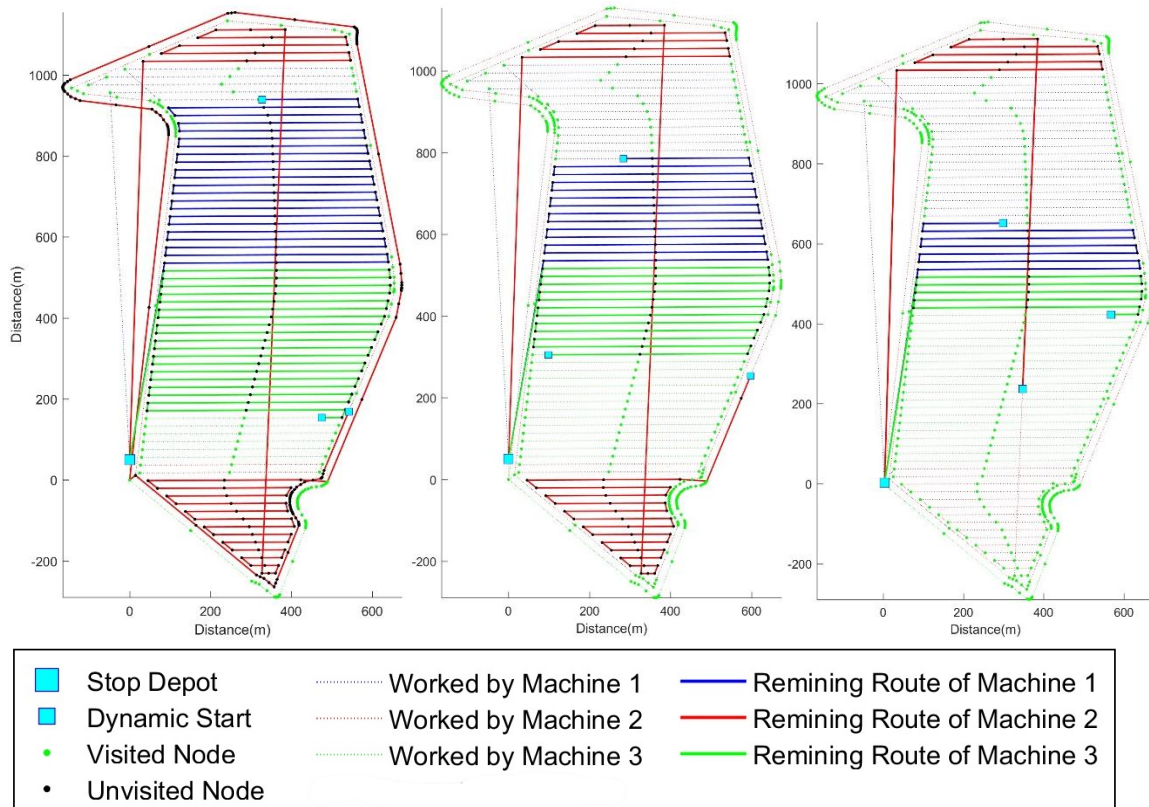 1000
800
600
400
200
0
-200
Distance(m)
0 200 400 600
Distance(m)
1000
800
600
400
200
0
-200
0 200 400 600
Distance(m)
1000
800
600
400
200
0
-200
0 200 400 600
Distance(m)
Stop Depot
Dynamic Start
Visited Node
Unvisited Node
Worked by Machine 1
Worked by Machine 2
Worked by Machine 3
Remining Route of Machine 1
Remining Route of Machine 2
Remining Route of Machine 3